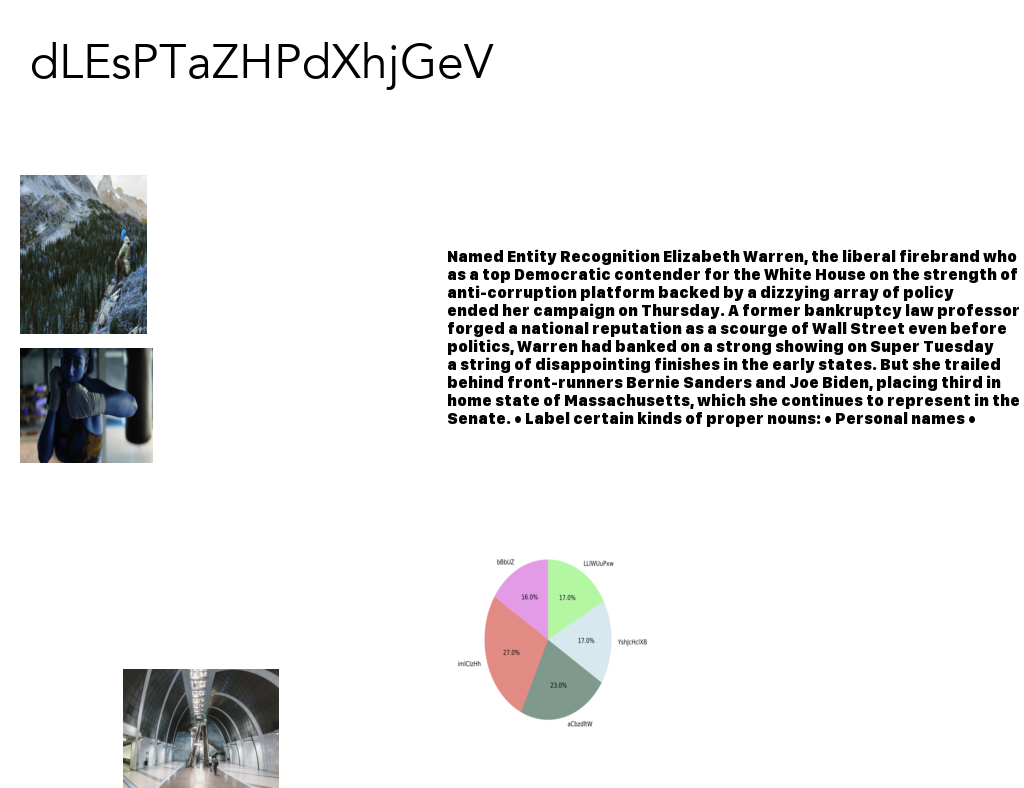 dLEsPTaZHPdXhjGeV
Named Entity Recognition Elizabeth Warren, the liberal firebrand who
as a top Democratic contender for the White House on the strength of
anti-corruption platform backed by a dizzying array of policy
ended her campaign on Thursday. A former bankruptcy law professor
forged a national reputation as a scourge of Wall Street even before
politics, Warren had banked on a strong showing on Super Tuesday
a string of disappointing finishes in the early states. But she trailed
behind front-runners Bernie Sanders and Joe Biden, placing third in
home state of Massachusetts, which she continues to represent in the
Senate. • Label certain kinds of proper nouns: • Personal names •
bBbUZ
16.0%
17.0%
17.0%
27.0%
23.0%